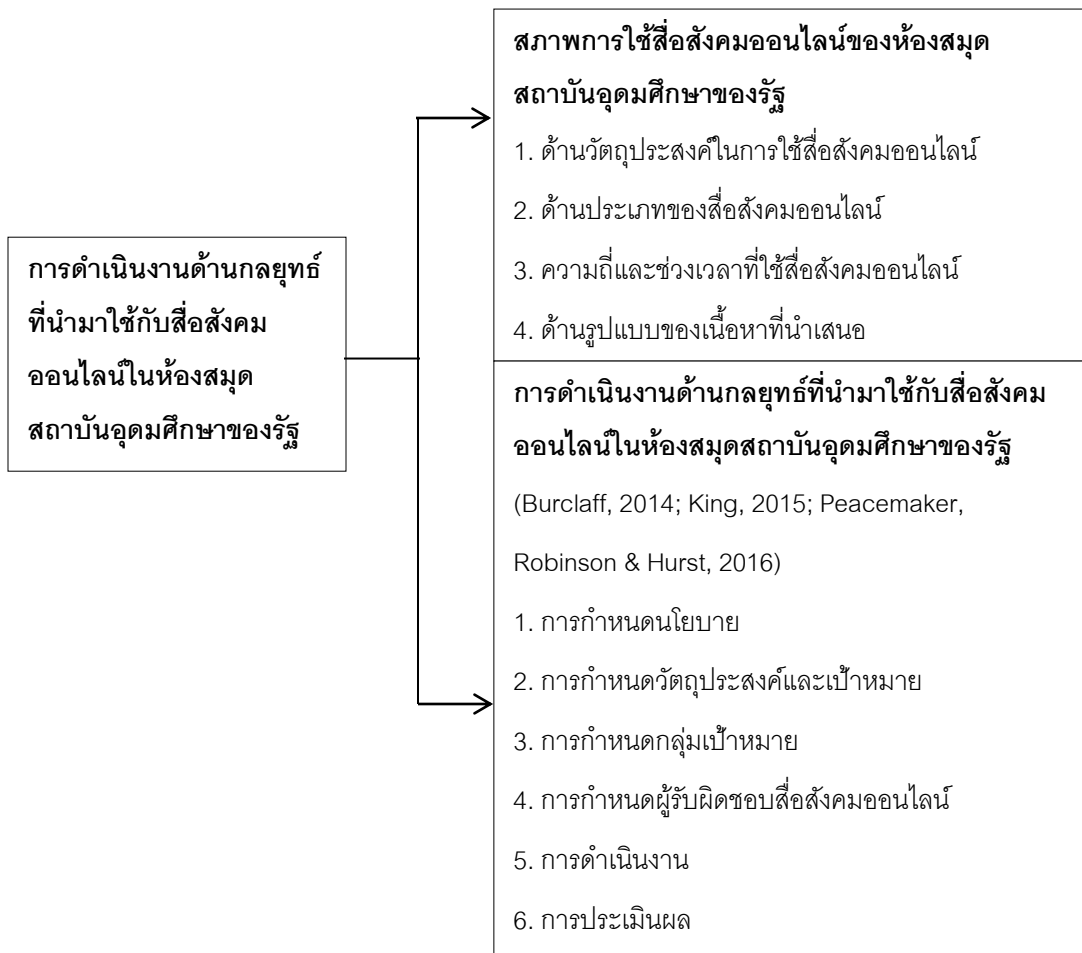 สภาพการใช้สื่อสังคมออนไลน์ของห้องสมุด
สถาบันอุดมศึกษาของรัฐ
1. ด้านวัตถุประสงค์ในการใช้สื่อสังคมออนไลน์
2. ด้านประเภทของสื่อสังคมออนไลน์
3. ความถี่และช่วงเวลาที่ใช้สื่อสังคมออนไลน์
4. ด้านรูปแบบของเนื้อหาที่นำเสนอ
การดำเนินงานด้านกลยุทธ์
ที่นำมาใช้กับสื่อสังคม
ออนไลน์ในห้องสมุด
สถาบันอุดมศึกษาของรัฐ
การดำเนินงานด้านกลยุทธ์ที่นำมาใช้กับสื่อสังคม
ออนไลน์ในห้องสมุดสถาบันอุดมศึกษาของรัฐ
(Burclaff, 2014; King, 2015; Peacemaker,
Robinson & Hurst, 2016)
1. การกำหนดนโยบาย
2. การกำหนดวัตถุประสงค์และเป้าหมาย
3. การกำหนดกลุ่มเป้าหมาย
4. การกำหนดผู้รับผิดชอบสื่อสังคมออนไลน์
5. การดำเนินงาน
6. การประเมินผล